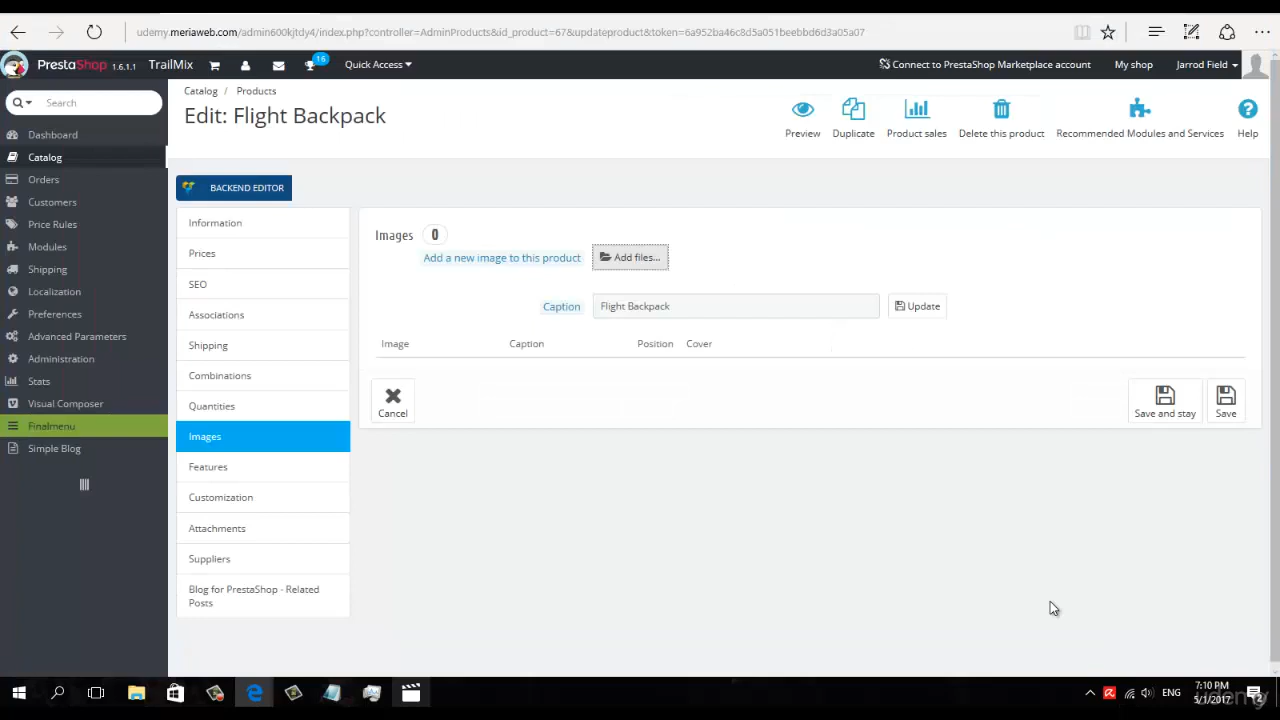 udemy.meriaweb.com/admin600kjtdy4/index.php?controller=AdminProducts&id_product=67&updateproduct&token=6a952ba46c8d5a051beebbd6d3a05a07
PrestaShop 1.6.1.1 TrailMix 16 Quick Access Connect to PrestaShop Marketplace account My shop Jarrod Field
Search
Dashboard
Catalog
Orders
Customers
Price Rules
Modules
Shipping
Localization
Preferences
Advanced Parameters
Administration
Stats
Visual Composer
Finalmenu
Simple Blog
Catalog / Products
Edit: Flight Backpack
Preview Duplicate Product sales Delete this product Recommended Modules and Services Help
BACKEND EDITOR
Information
Prices
SEO
Associations
Shipping
Combinations
Quantities
Images
Features
Customization
Attachments
Suppliers
Blog for PrestaShop - Related
Posts
Images 0
Add a new image to this product Add files...
Caption Flight Backpack Update
Image Caption Position Cover
Cancel Save and stay Save
ENG 7:10 PM
5/1/2017 2
udemy